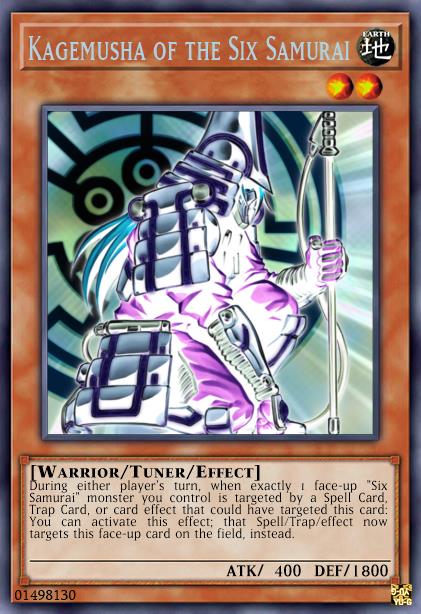 Kagemusha of the Six Samurai
EARTH
地
[Warrior/Tuner/Effect]
During either player's turn, when exactly 1 face-up "Six
Samurai" monster you control is targeted by a Spell Card,
Trap Card, or card effect that could have targeted this card:
You can activate this effect; that Spell/Trap/effect now
targets this face-up card on the field, instead.
ATK/ 400 DEF/1800
01498130